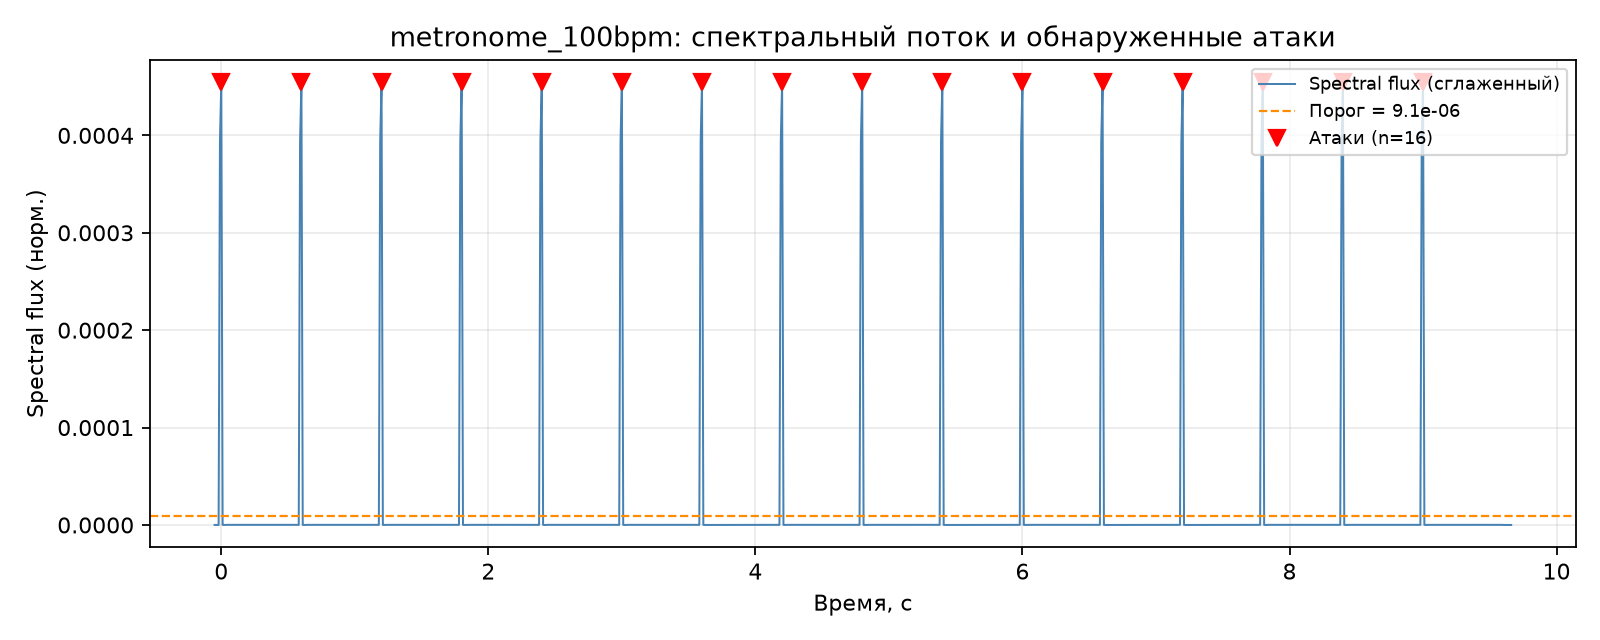 metronome_100bpm: спектральный поток и обнаруженные атаки
Spectral flux (норм.)
0.0004
0.0003
0.0002
0.0001
0.0000
Spectral flux (сглаженный)
Порог = 9.1e-06
Атаки (n=16)
0 2 4 6 8 10
Время, с